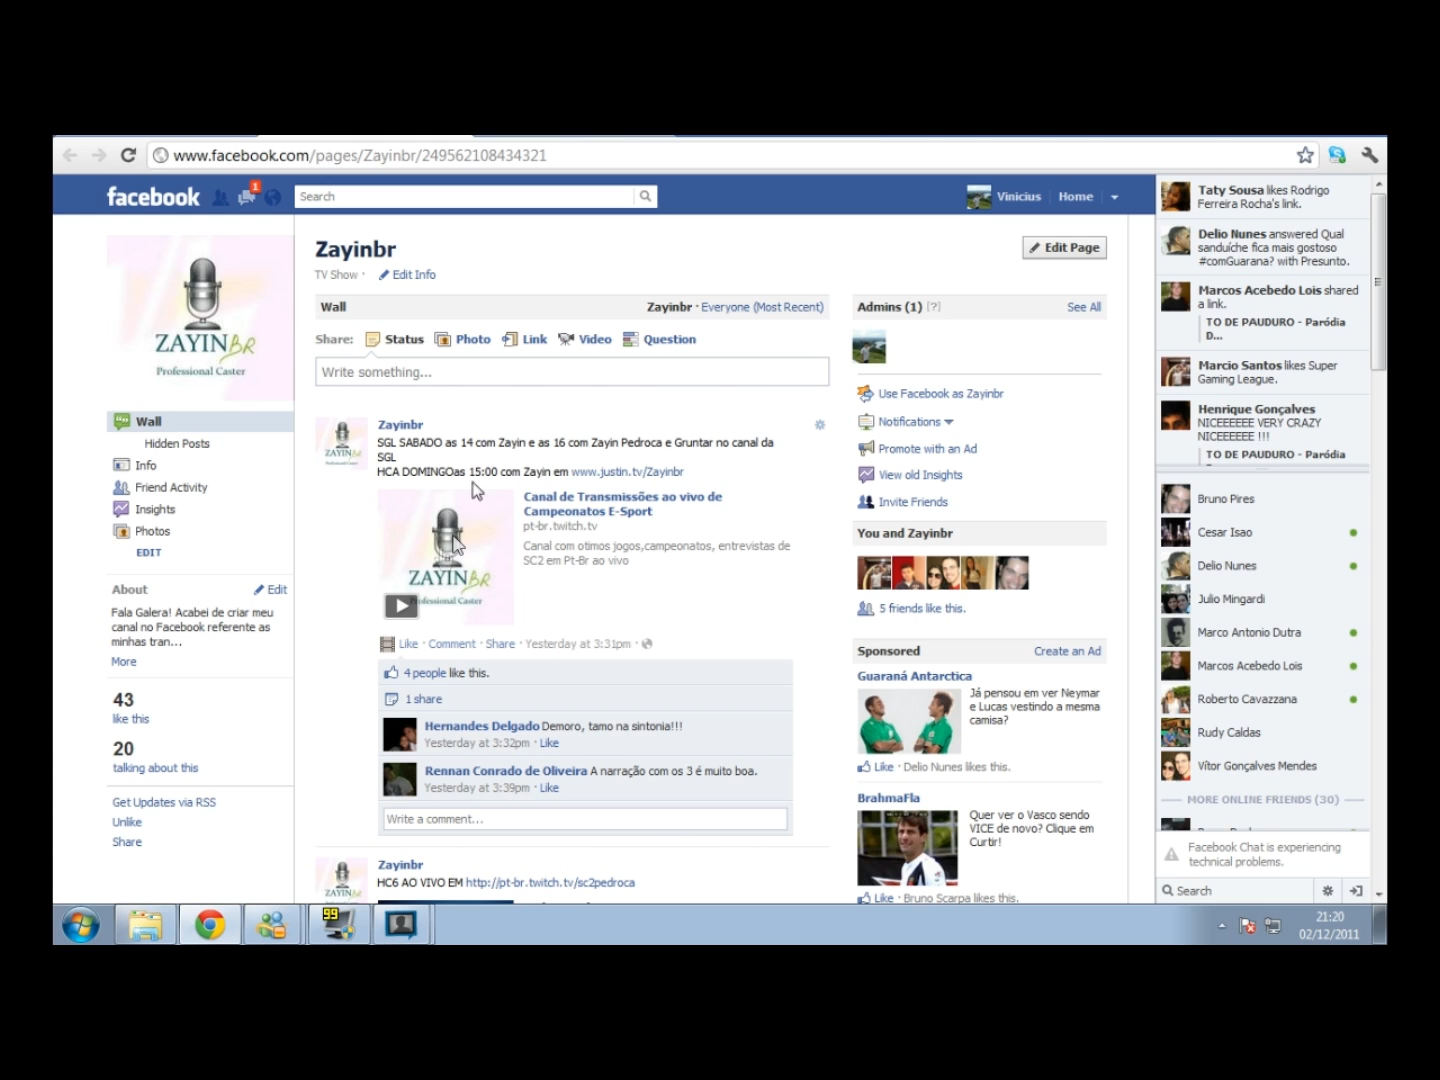 www.facebook.com/pages/Zayinbr/249562108434321
facebook
1
Search
Vinicius
Home
ZAYINBR
Professional Caster
Wall
Hidden Posts
Info
Friend Activity
Insights
Photos
EDIT
About
Edit
Fala Galera! Acabei de criar meu
canal no Facebook referente as
minhas tran...
More
43
like this
20
talking about this
Get Updates via RSS
Unlike
Share
Zayinbr
TV Show ·
Edit Info
Edit Page
Wall
Zayinbr · Everyone (Most Recent)
Share:
Status
Photo
Link
Video
Question
Write something...
Zayinbr
SGL SABADO as 14 com Zayin e as 16 com Zayin Pedroca e Gruntar no canal da
SGL
HCA DOMINGOas 15:00 com Zayin em www.justin.tv/Zayinbr
ZAYINBR
Professional Caster
Canal de Transmissões ao vivo de
Campeonatos E-Sport
pt-br.twitch.tv
Canal com otimos jogos,campeonatos, entrevistas de
SC2 em Pt-Br ao vivo
Like · Comment · Share · Yesterday at 3:31pm ·
4 people like this.
1 share
Hernandes Delgado Demoro, tamo na sintonia!!!
Yesterday at 3:32pm · Like
Rennan Conrado de Oliveira A narração com os 3 é muito boa.
Yesterday at 3:39pm · Like
Write a comment...
Zayinbr
HC6 AO VIVO EM http://pt-br.twitch.tv/sc2pedroca
Admins (1) [?]
See All
Use Facebook as Zayinbr
Notifications
Promote with an Ad
View old Insights
Invite Friends
You and Zayinbr
5 friends like this.
Sponsored
Create an Ad
Guaraná Antarctica
Já pensou em ver Neymar
e Lucas vestindo a mesma
camisa?
Like · Delio Nunes likes this.
BrahmaFla
Quer ver o Vasco sendo
VICE de novo? Clique em
Curtir!
Like · Bruno Scarpa likes this.
Taty Sousa likes Rodrigo
Ferreira Rocha's link.
Delio Nunes answered Qual
sanduíche fica mais gostoso
#comGuarana? with Presunto.
Marcos Acebedo Lois shared
a link.
TO DE PAUDURO - Paródia
D...
Marcio Santos likes Super
Gaming League.
Henrique Gonçalves
NICEEEEEE VERY CRAZY
NICEEEEEE !!!
TO DE PAUDURO - Paródia
Bruno Pires
Cesar Isao
Delio Nunes
Julio Mingardi
Marco Antonio Dutra
Marcos Acebedo Lois
Roberto Cavazzana
Rudy Caldas
Vítor Gonçalves Mendes
MORE ONLINE FRIENDS (30)
Facebook Chat is experiencing
technical problems.
Search
99
21:20
02/12/2011